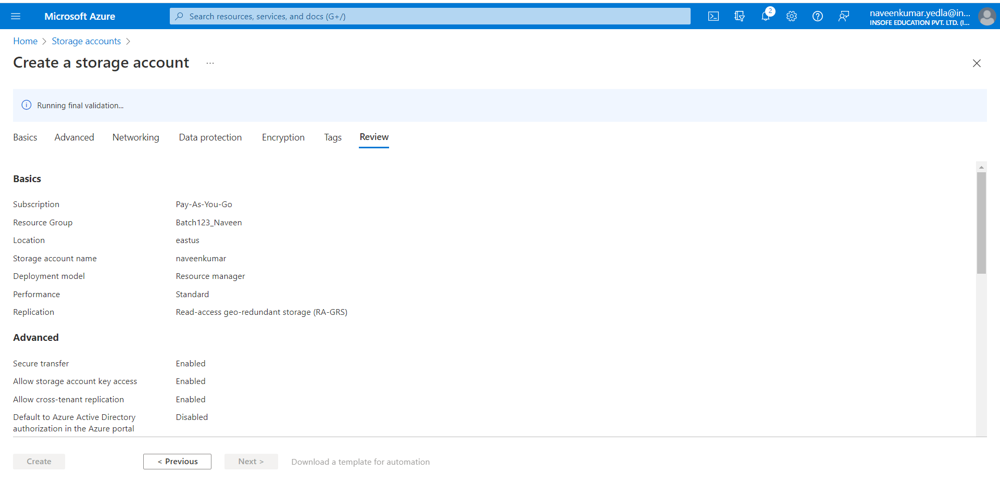 Microsoft Azure
Search resources, services, and docs (G+/)
2
naveenkumar.yedla@in...
INSOFE EDUCATION PVT. LTD. (I...
Home > Storage accounts >
Create a storage account ...
Running final validation...
Basics Advanced Networking Data protection Encryption Tags Review
Basics
Subscription Pay-As-You-Go
Resource Group Batch123_Naveen
Location eastus
Storage account name naveenkumar
Deployment model Resource manager
Performance Standard
Replication Read-access geo-redundant storage (RA-GRS)
Advanced
Secure transfer Enabled
Allow storage account key access Enabled
Allow cross-tenant replication Enabled
Default to Azure Active Directory Disabled
authorization in the Azure portal
Create < Previous Next > Download a template for automation